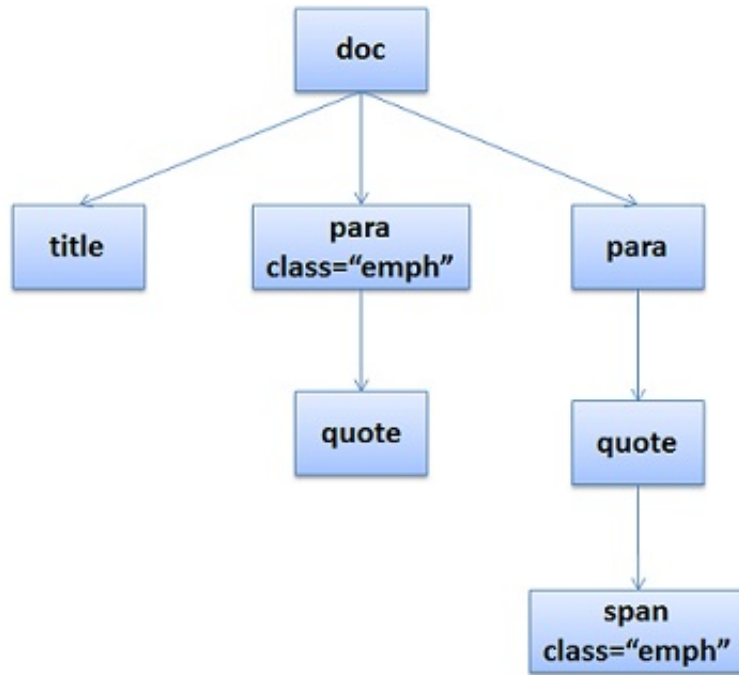 doc
title
para
class=“emph”
para
quote
quote
span
class=“emph”